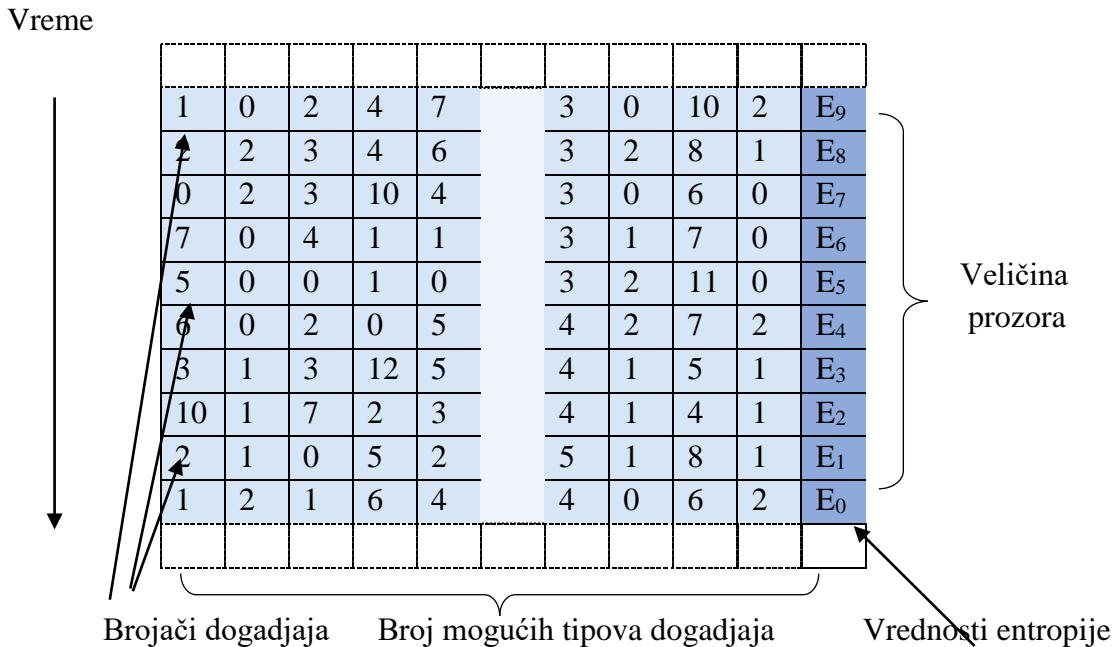 Vreme
1 0 2 4 7 3 0 10 2 E₉
2 2 3 4 6 3 2 8 1 E₈
0 2 3 10 4 3 0 6 0 E₇
7 0 4 1 1 3 1 7 0 E₆
5 0 0 1 0 3 2 11 0 E₅
6 0 2 0 5 4 2 7 2 E₄
3 1 3 12 5 4 1 5 1 E₃
10 1 7 2 3 4 1 4 1 E₂
2 1 0 5 2 5 1 8 1 E₁
1 2 1 6 4 4 0 6 2 E₀
Veličina
prozora
Brojači dogadjaja Broj mogućih tipova dogadjaja Vrednosti entropije